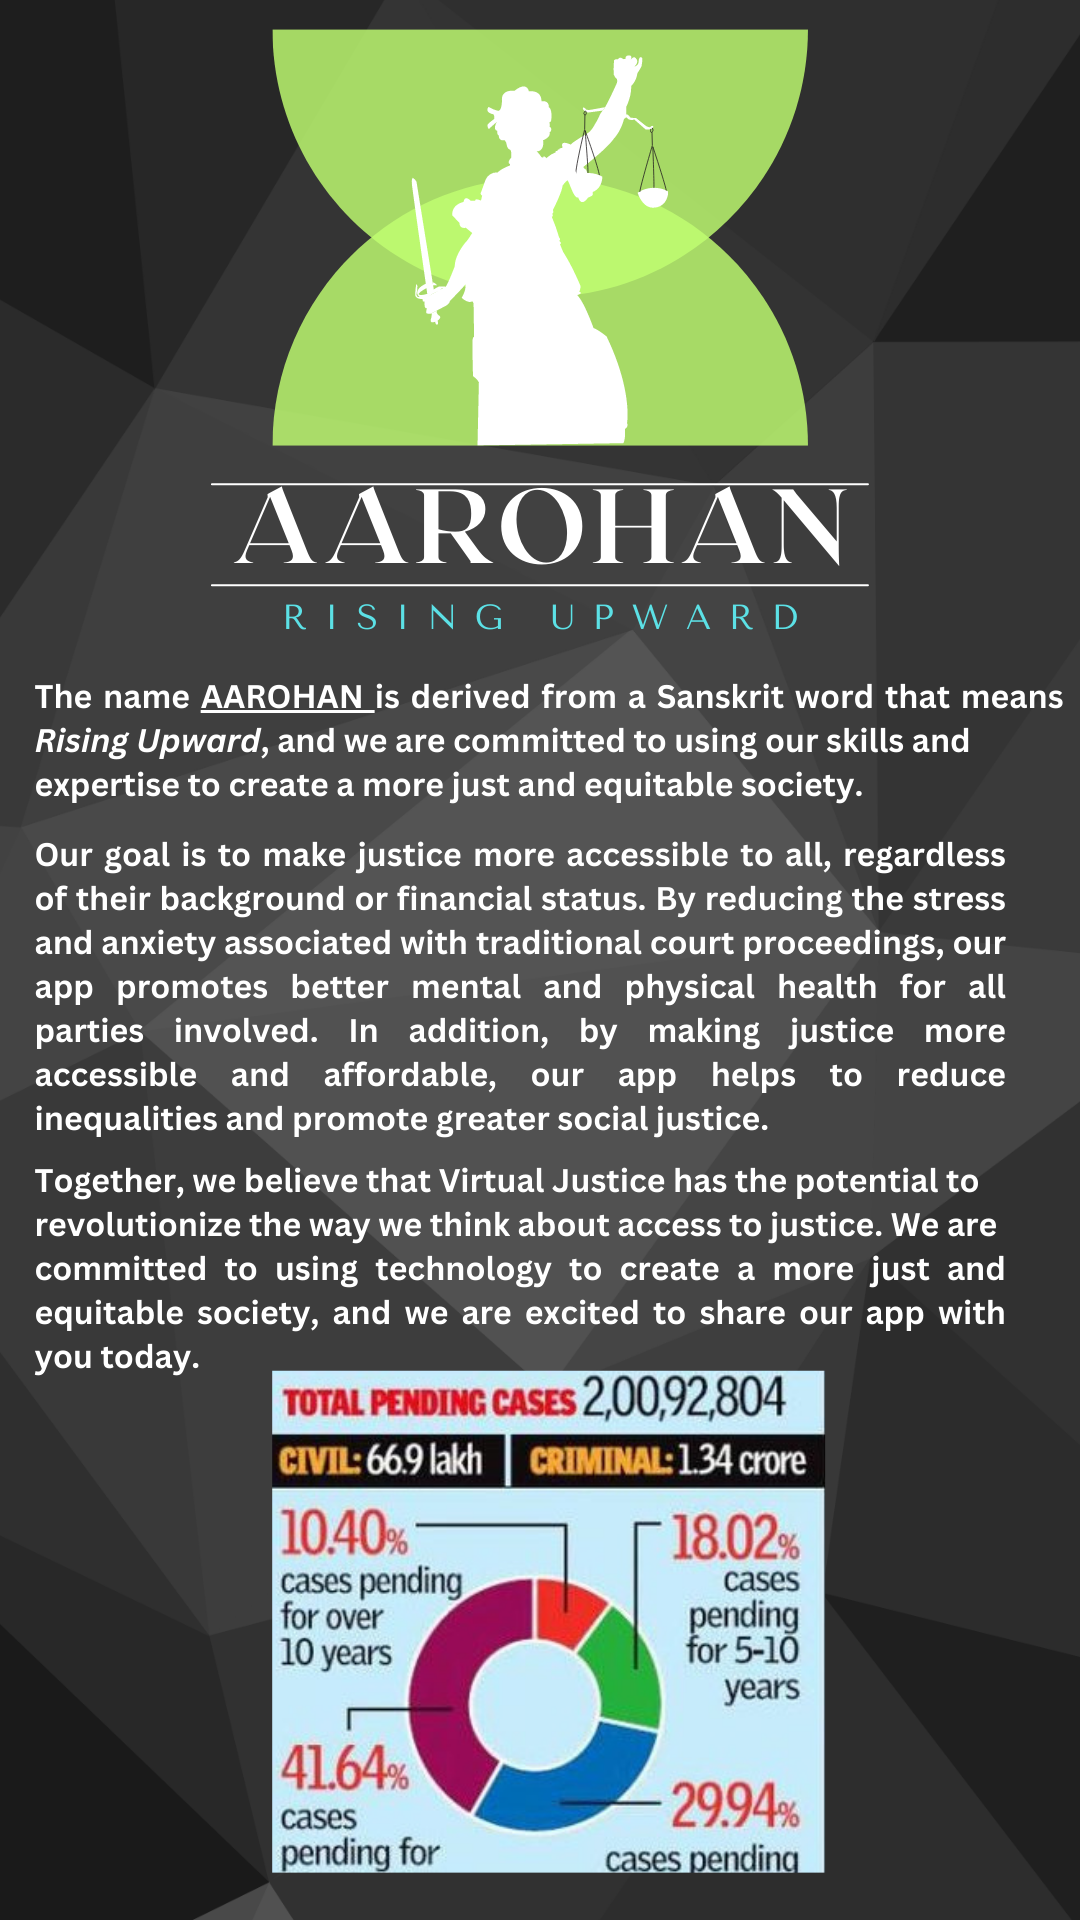 AAROHAN
RISING UPWARD
The name AAROHAN is derived from a Sanskrit word that means
Rising Upward, and we are committed to using our skills and
expertise to create a more just and equitable society.
Our goal is to make justice more accessible to all, regardless
of their background or financial status. By reducing the stress
and anxiety associated with traditional court proceedings, our
app promotes better mental and physical health for all
parties involved. In addition, by making justice more
accessible and affordable, our app helps to reduce
inequalities and promote greater social justice.
Together, we believe that Virtual Justice has the potential to
revolutionize the way we think about access to justice. We are
committed to using technology to create a more just and
equitable society, and we are excited to share our app with
you today.
TOTAL PENDING CASES 2,00,92,804
CIVIL: 66.9 lakh CRIMINAL: 1.34 crore
10.40%
cases pending
for over
10 years
18.02%
cases
pending
for 5-10
years
41.64%
cases
pending for
29.94%
cases pending